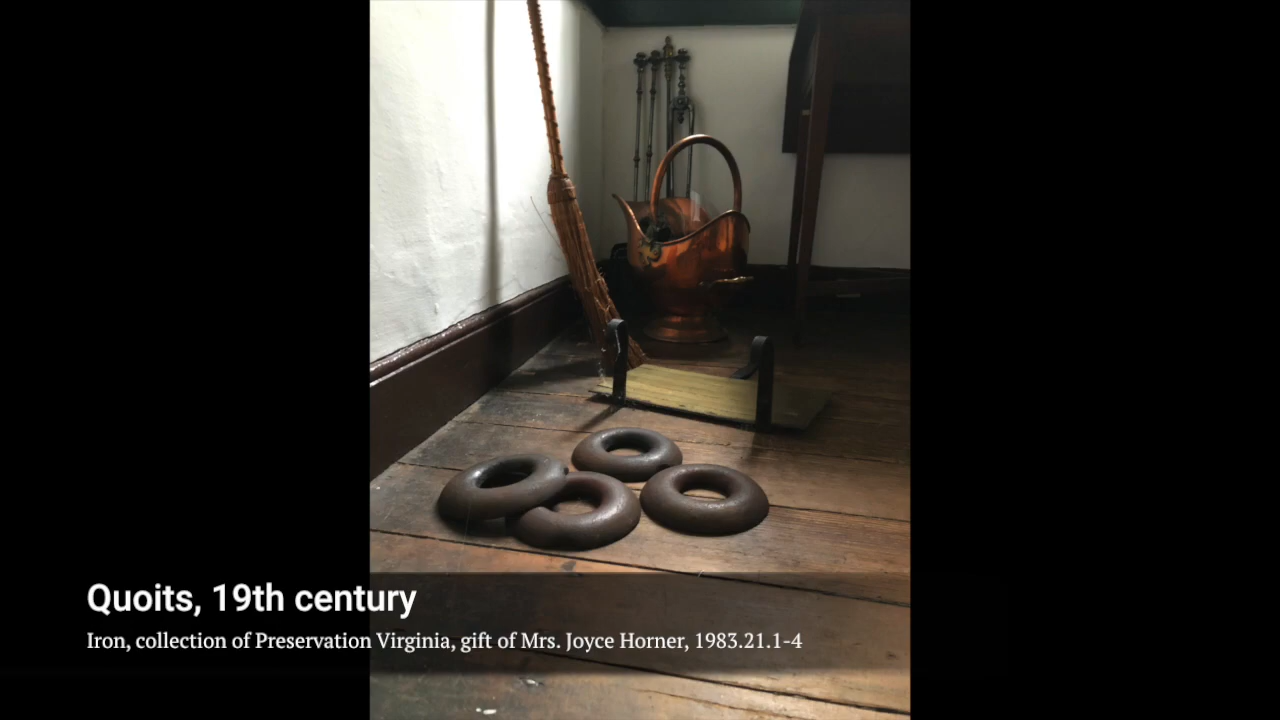 Quoits, 19th century
Iron, collection of Preservation Virginia, gift of Mrs. Joyce Horner, 1983.21.1-4